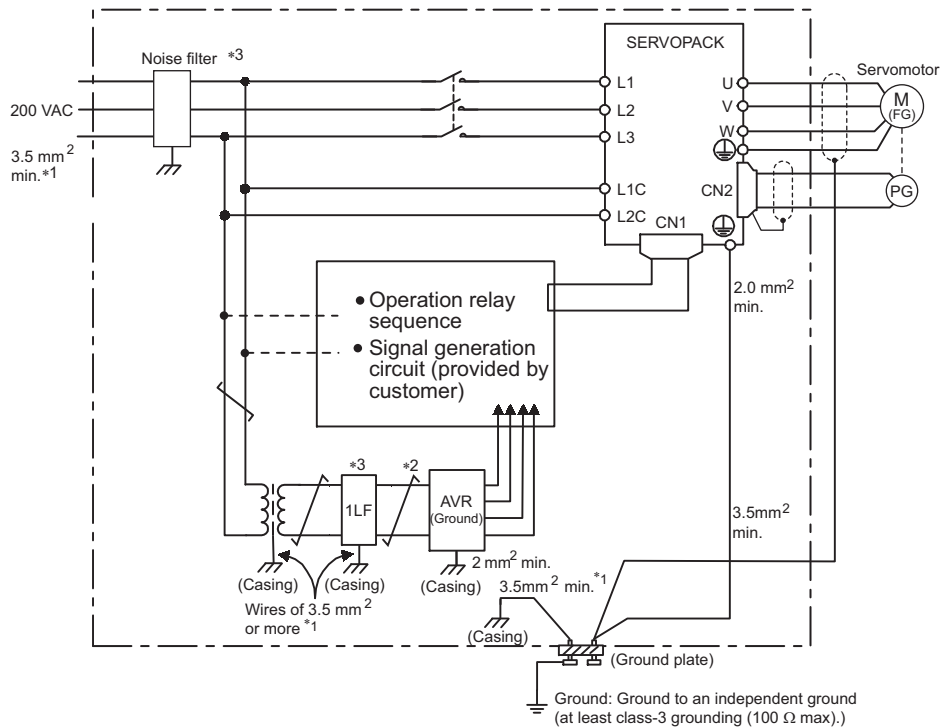 SERVOPACK
Noise filter *3
Servomotor
L1
U
M
(FG)
200 VAC
L2
V
L3
W
3.5 mm²
min.*1
L1C
CN2
PG
L2C
CN1
2.0 mm²
min.
● Operation relay
sequence
● Signal generation
circuit (provided by
customer)
*3
*2
1LF
AVR
(Ground)
3.5mm²
min.
2 mm² min.
(Casing)
(Casing)
(Casing)
3.5mm² min.*1
Wires of 3.5 mm²
or more *1
(Casing)
(Ground plate)
Ground: Ground to an independent ground
(at least class-3 grounding (100 Ω max).)